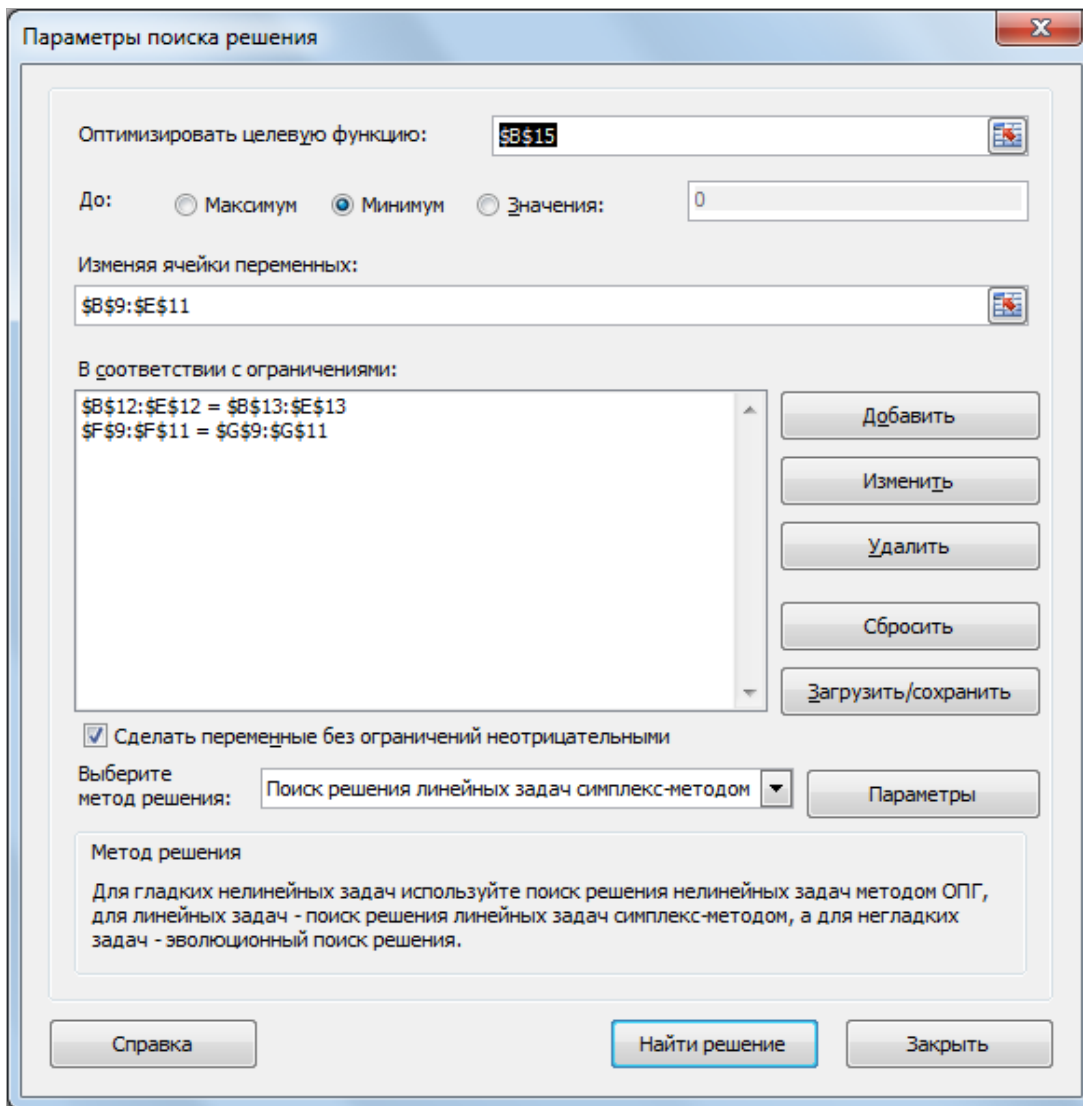 Параметры поиска решения
X
Оптимизировать целевую функцию:
$B$15
До:
Максимум
Минимум
Значения:
0
Изменяя ячейки переменных:
$B$9:$E$11
В соответствии с ограничениями:
$B$12:$E$12 = $B$13:$E$13
$F$9:$F$11 = $G$9:$G$11
Добавить
Изменить
Удалить
Сбросить
Загрузить/сохранить
Сделать переменные без ограничений неотрицательными
Выберите
метод решения:
Поиск решения линейных задач симплекс-методом
Параметры
Метод решения
Для гладких нелинейных задач используйте поиск решения нелинейных задач методом ОПГ,
для линейных задач - поиск решения линейных задач симплекс-методом, а для негладких
задач - эволюционный поиск решения.
Справка
Найти решение
Закрыть